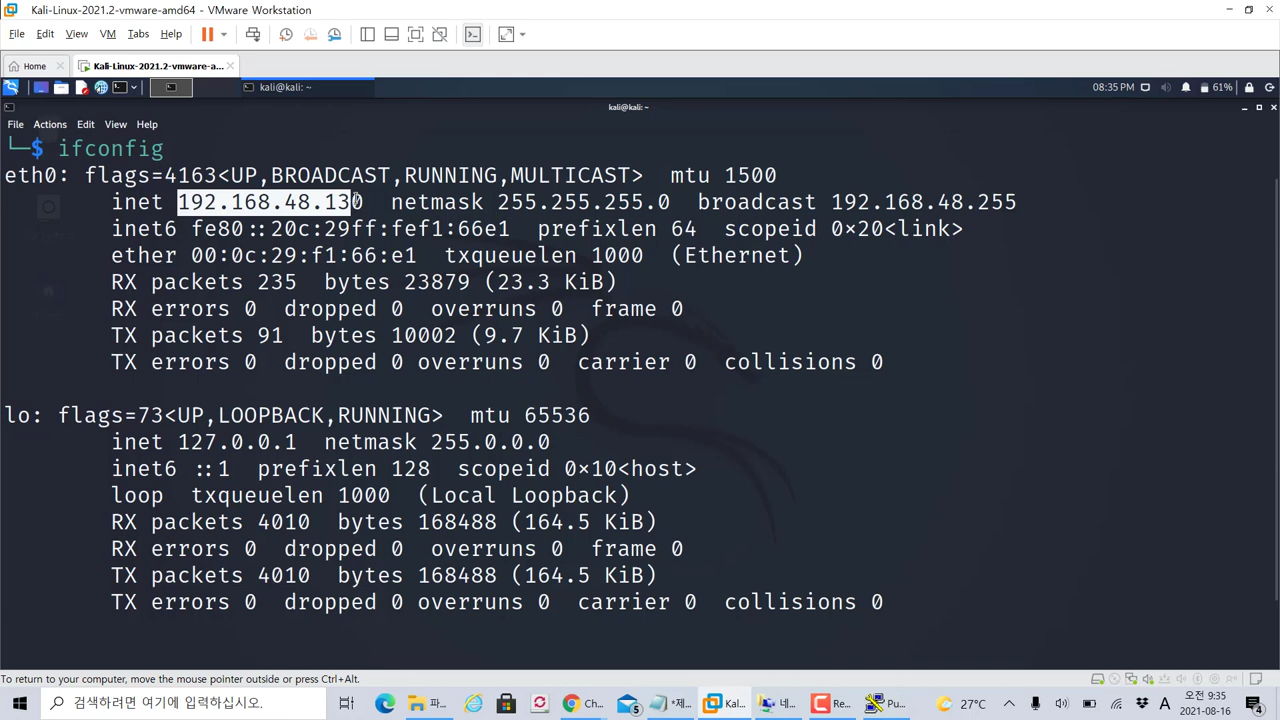 Kali-Linux-2021.2-vmware-amd64 - VMware Workstation
File Edit View VM Tabs Help
Home Kali-Linux-2021.2-vmware-a...
kali@kali: ~ 08:35 PM 61%
kali@kali: ~
File Actions Edit View Help
└─$ ifconfig
eth0: flags=4163<UP,BROADCAST,RUNNING,MULTICAST> mtu 1500
inet 192.168.48.130 netmask 255.255.255.0 broadcast 192.168.48.255
inet6 fe80::20c:29ff:fef1:66e1 prefixlen 64 scopeid 0×20<link>
ether 00:0c:29:f1:66:e1 txqueuelen 1000 (Ethernet)
RX packets 235 bytes 23879 (23.3 KiB)
RX errors 0 dropped 0 overruns 0 frame 0
TX packets 91 bytes 10002 (9.7 KiB)
TX errors 0 dropped 0 overruns 0 carrier 0 collisions 0
lo: flags=73<UP,LOOPBACK,RUNNING> mtu 65536
inet 127.0.0.1 netmask 255.0.0.0
inet6 ::1 prefixlen 128 scopeid 0×10<host>
loop txqueuelen 1000 (Local Loopback)
RX packets 4010 bytes 168488 (164.5 KiB)
RX errors 0 dropped 0 overruns 0 frame 0
TX packets 4010 bytes 168488 (164.5 KiB)
TX errors 0 dropped 0 overruns 0 carrier 0 collisions 0
To return to your computer, move the mouse pointer outside or press Ctrl+Alt.
검색하려면 여기에 입력하십시오. 파... Ch... 5 *제... Kal... 네... Re... Pu... 27°C A 오전 9:35
2021-08-16 4